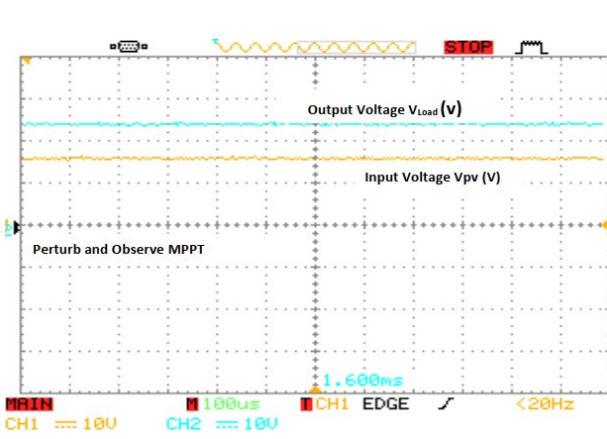 STOP
Output Voltage VLoad (v)
Input Voltage Vpv (V)
Perturb and Observe MPPT
1.600ms
MAIN M 100us T CH1 EDGE <20Hz
CH1 10V CH2 10V